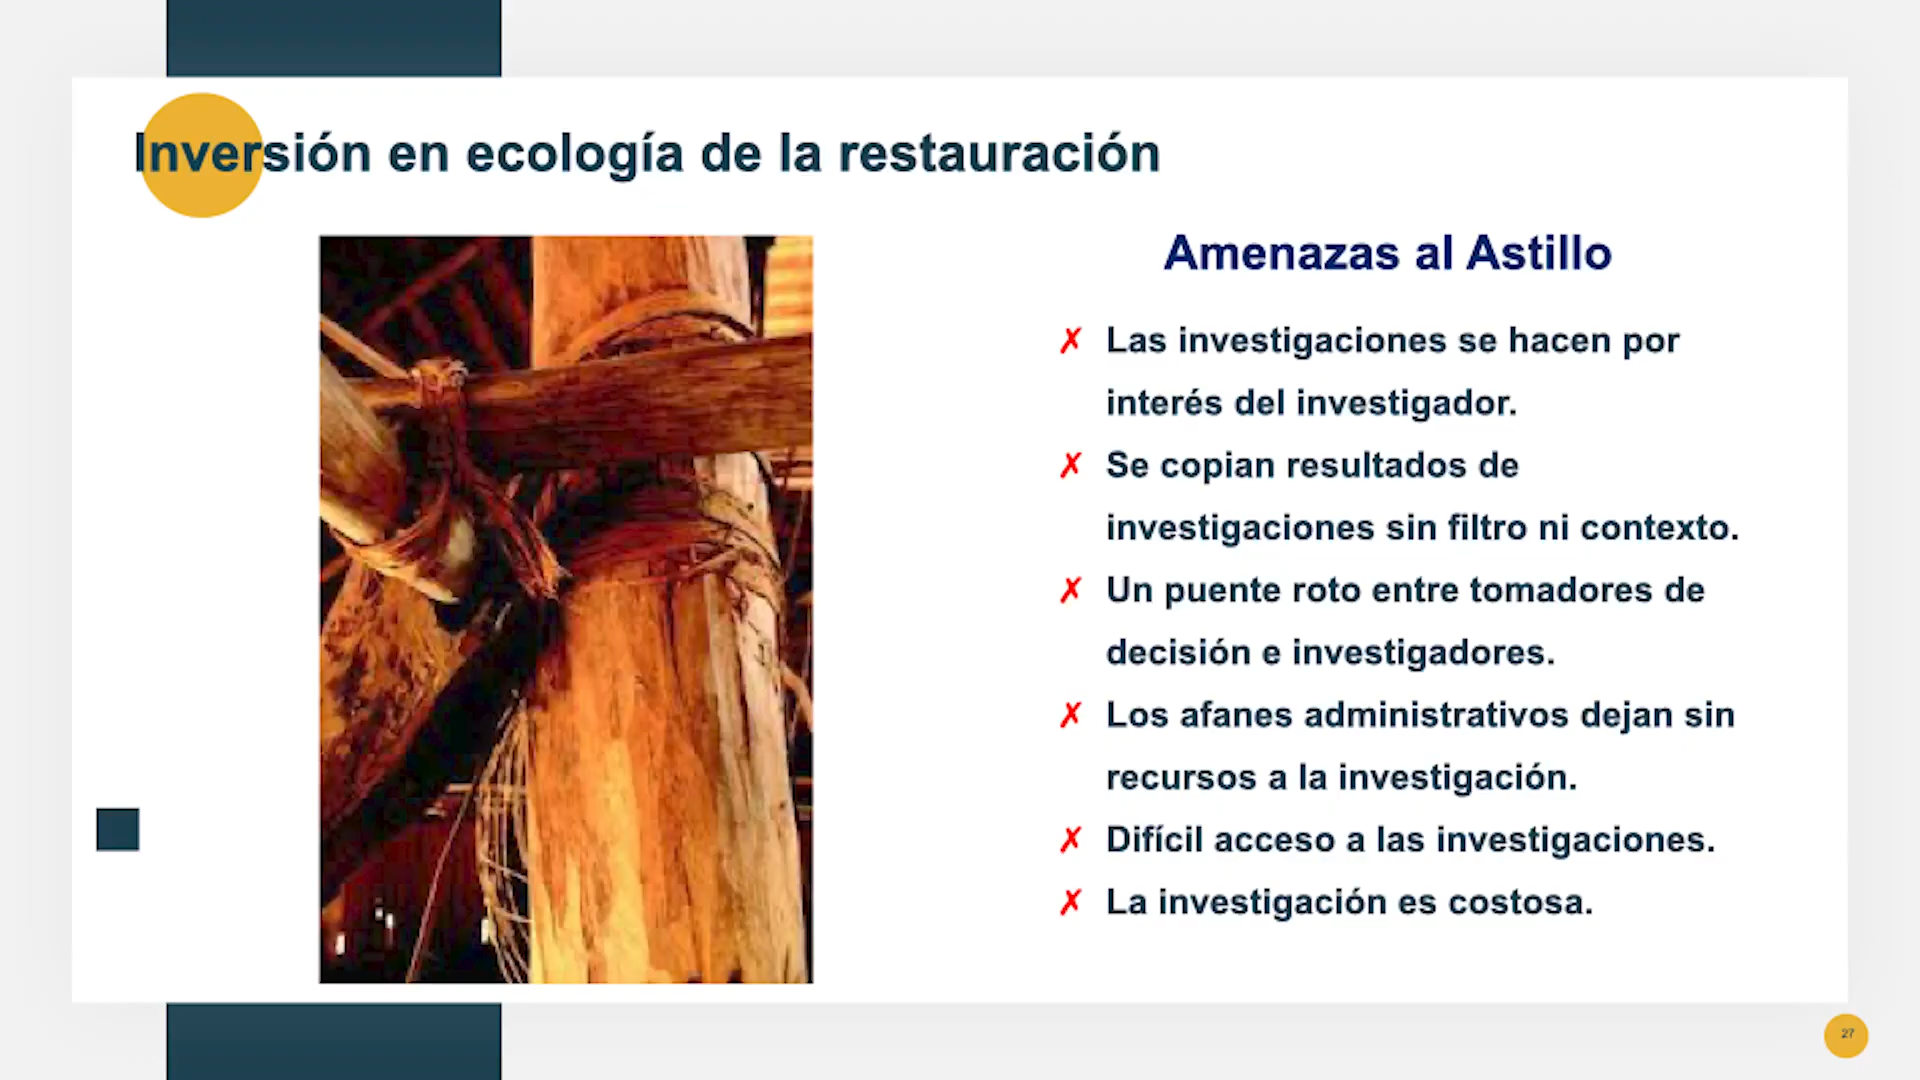 Inversión en ecología de la restauración
Amenazas al Astillo
✗ Las investigaciones se hacen por
interés del investigador.
✗ Se copian resultados de
investigaciones sin filtro ni contexto.
✗ Un puente roto entre tomadores de
decisión e investigadores.
✗ Los afanes administrativos dejan sin
recursos a la investigación.
✗ Difícil acceso a las investigaciones.
✗ La investigación es costosa.
27